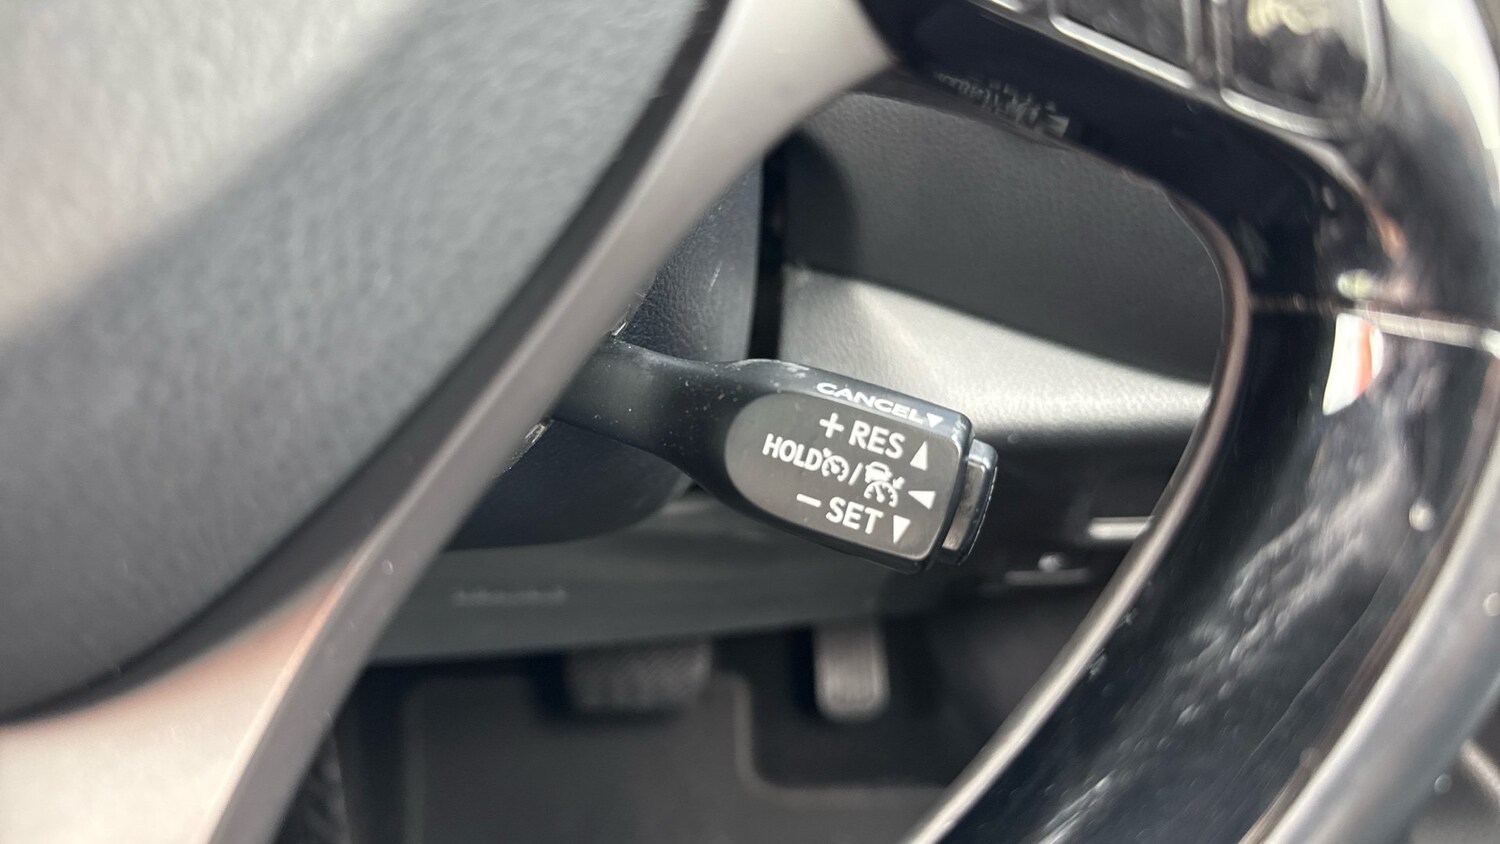 CANCEL▼
+ RES ▲
HOLD / ◀
− SET ▼